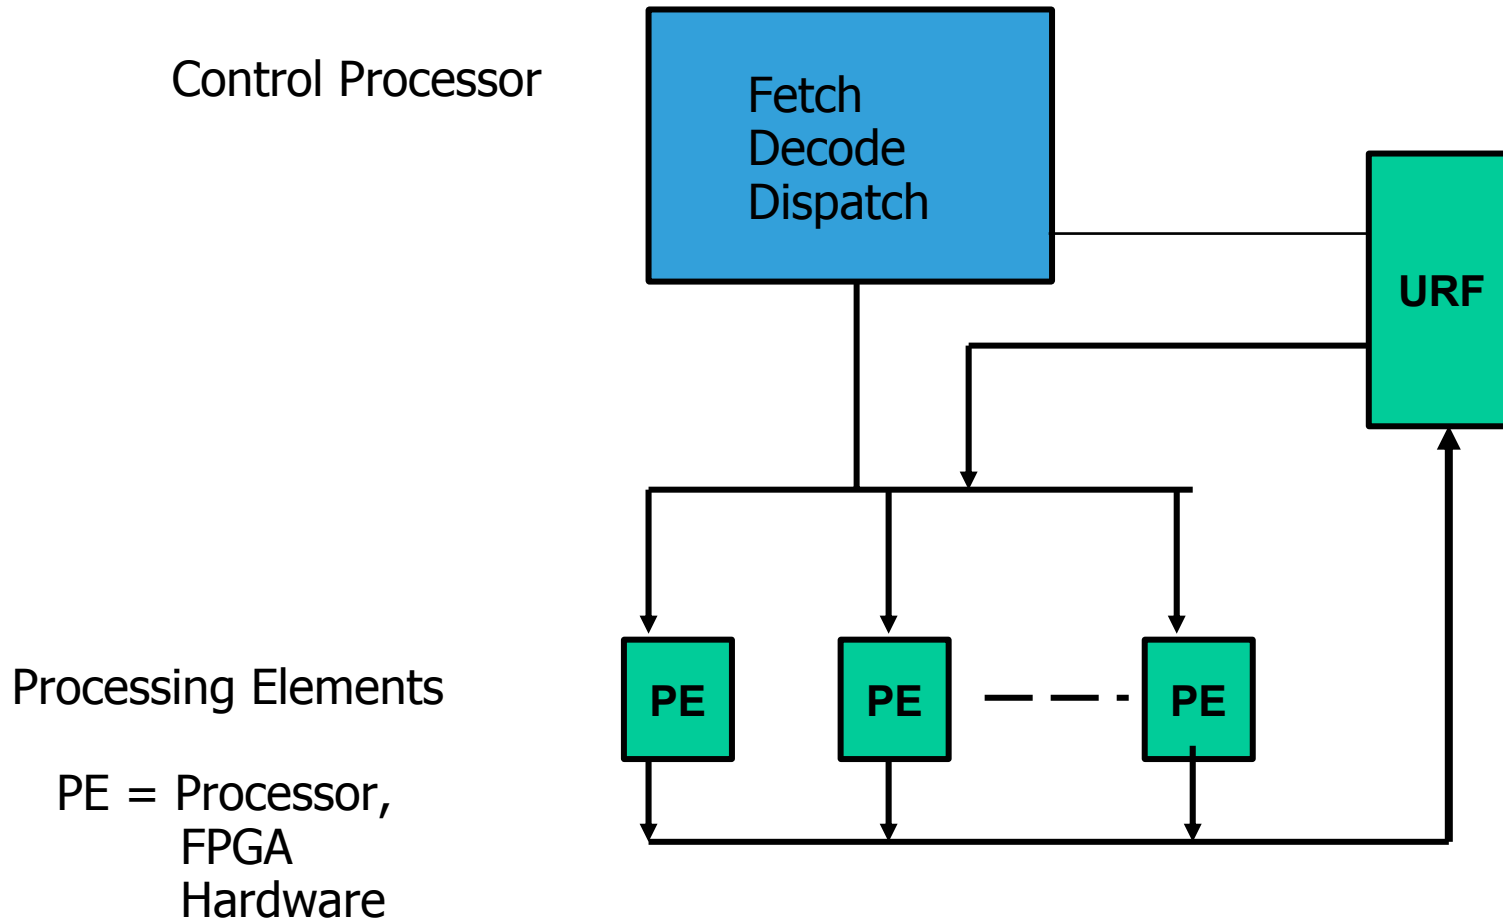 Control Processor
Fetch
Decode
Dispatch
URF
Processing Elements
PE
PE
PE
PE = Processor,
FPGA
Hardware